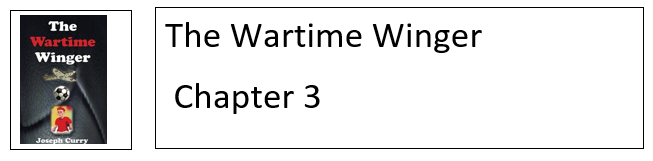 The
Wartime
Winger
Joseph Curry
The Wartime Winger
Chapter 3